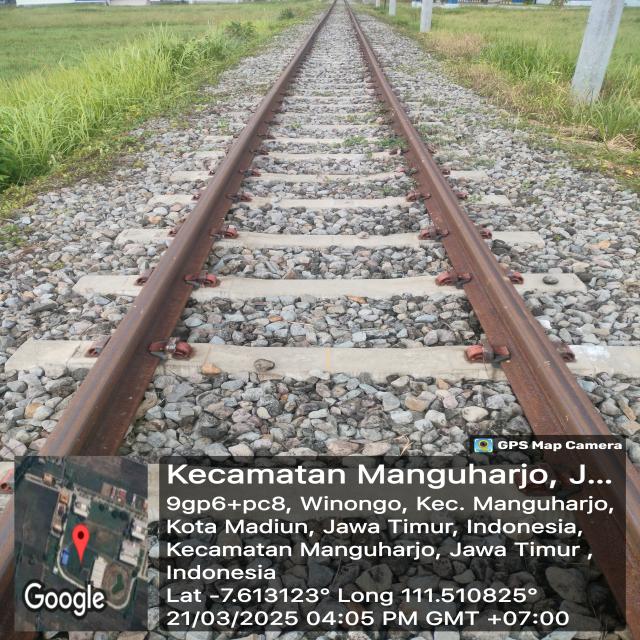 GPS Map Camera
Kecamatan Manguharjo, J...
9gp6+pc8, Winongo, Kec. Manguharjo,
Kota Madiun, Jawa Timur, Indonesia,
Kecamatan Manguharjo, Jawa Timur ,
Indonesia
Lat -7.613123° Long 111.510825°
21/03/2025 04:05 PM GMT +07:00
Google